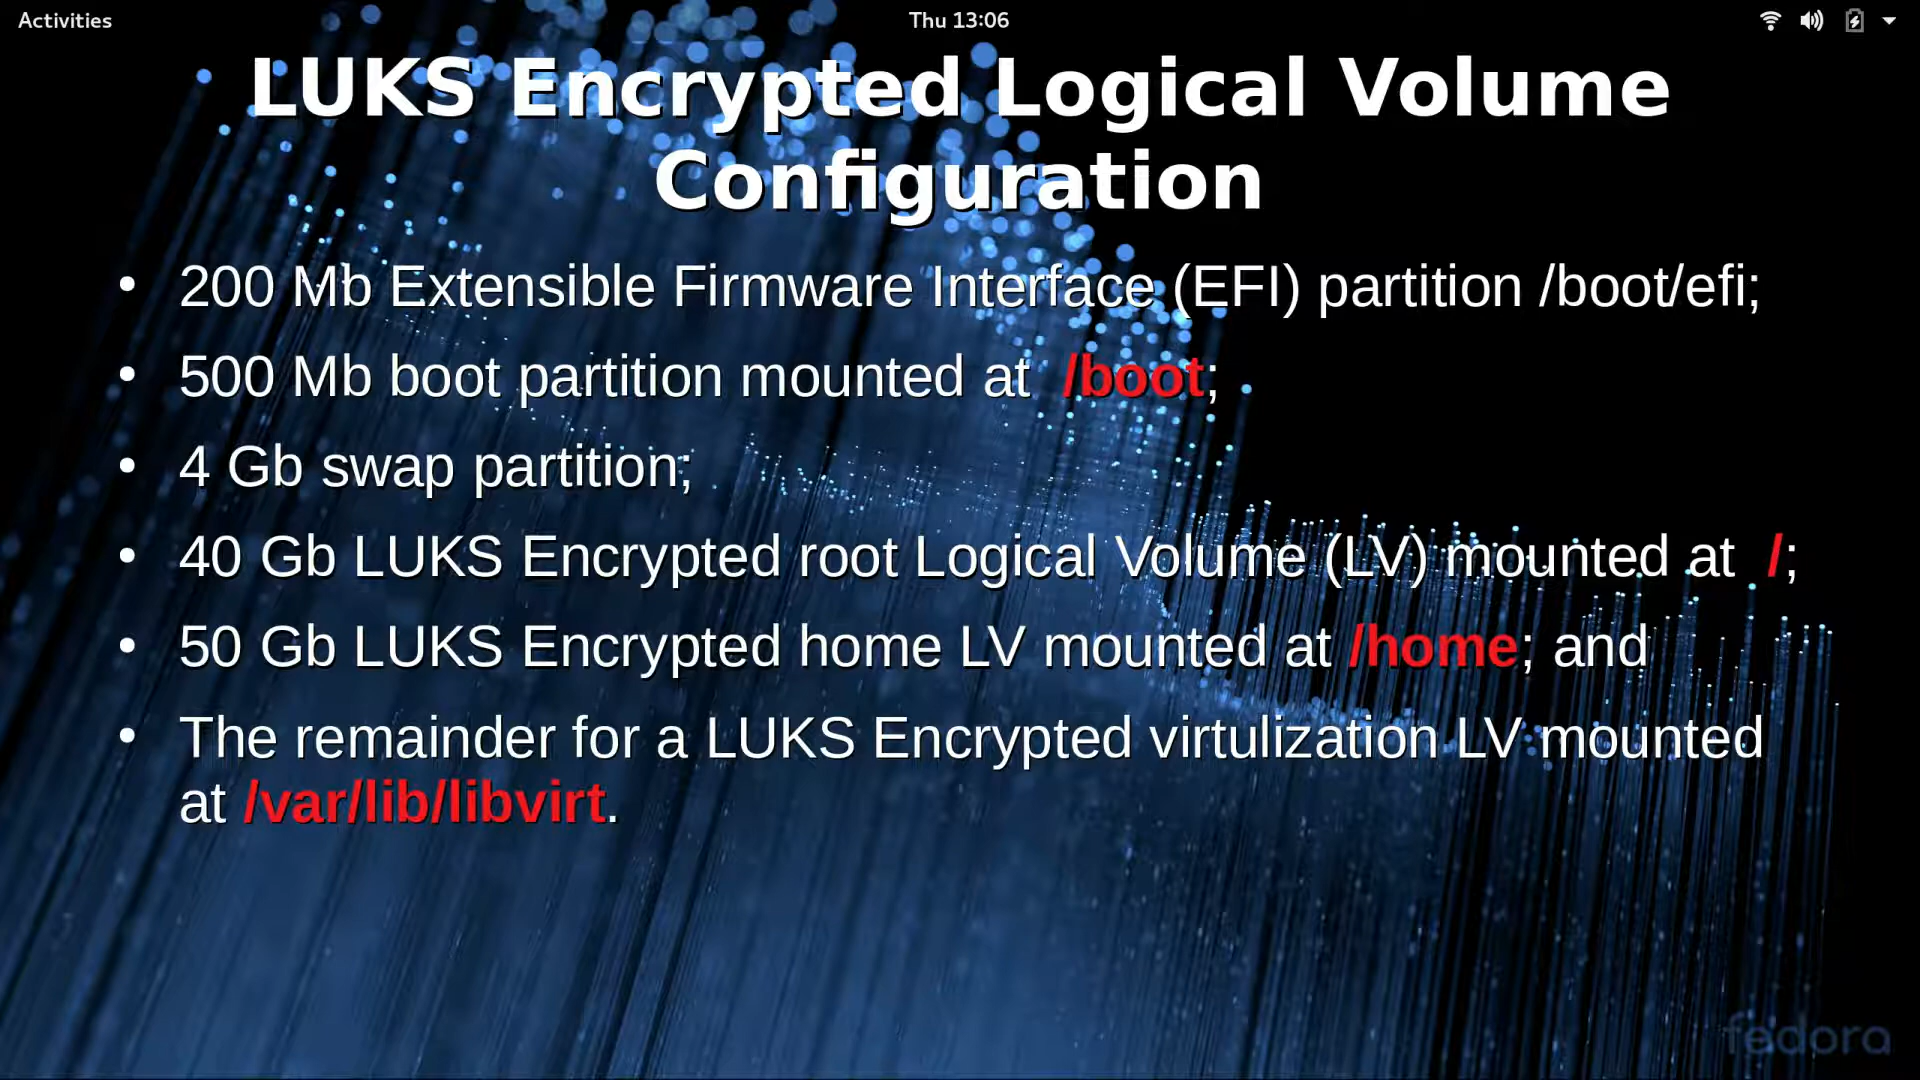 Activities
Thu 13:06
LUKS Encrypted Logical Volume
Configuration
• 200 Mb Extensible Firmware Interface (EFI) partition /boot/efi;
• 500 Mb boot partition mounted at /boot;
• 4 Gb swap partition;
• 40 Gb LUKS Encrypted root Logical Volume (LV) mounted at /;
• 50 Gb LUKS Encrypted home LV mounted at /home; and
• The remainder for a LUKS Encrypted virtulization LV mounted
at /var/lib/libvirt.
fedora